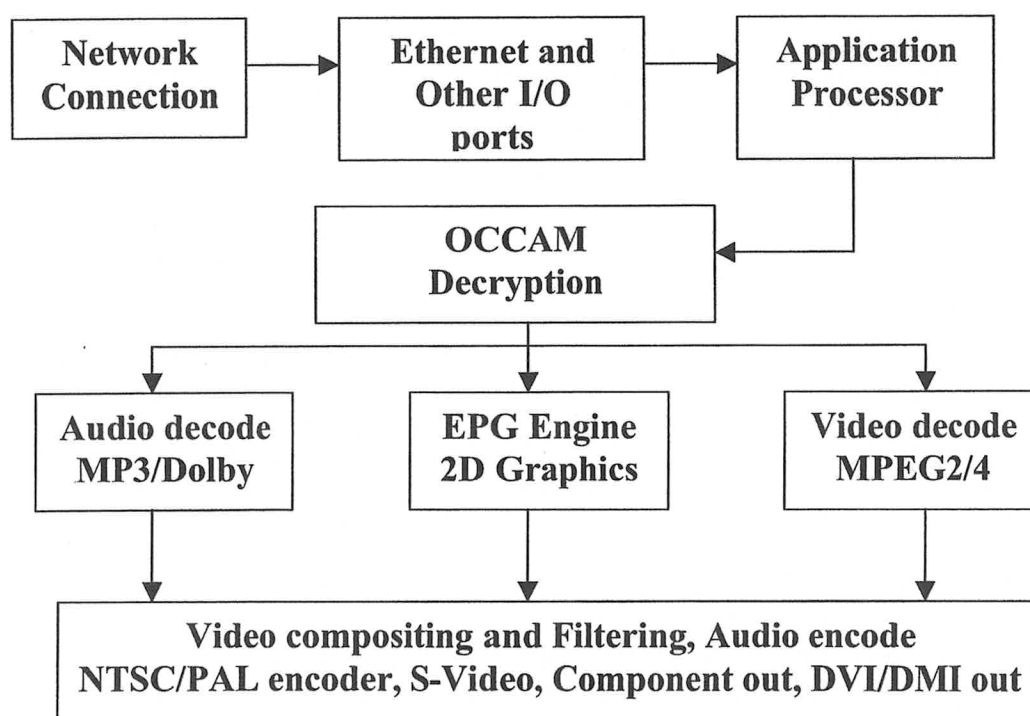 Network
Connection
Ethernet and
Other I/O
ports
Application
Processor
OCCAM
Decryption
Audio decode
MP3/Dolby
EPG Engine
2D Graphics
Video decode
MPEG2/4
Video compositing and Filtering, Audio encode
NTSC/PAL encoder, S-Video, Component out, DVI/DMI out